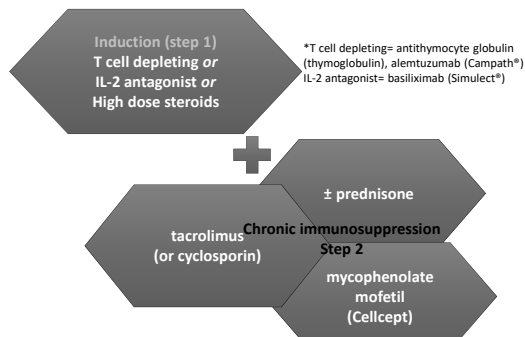 Induction (step 1)
T cell depleting or
IL-2 antagonist or
High dose steroids
*T cell depleting= antithymocyte globulin
(thymoglobulin), alemtuzumab (Campath®)
IL-2 antagonist= basiliximab (Simulect®)
± prednisone
tacrolimus
(or cyclosporin)
Chronic immunosuppression
Step 2
mycophenolate
mofetil
(Cellcept)